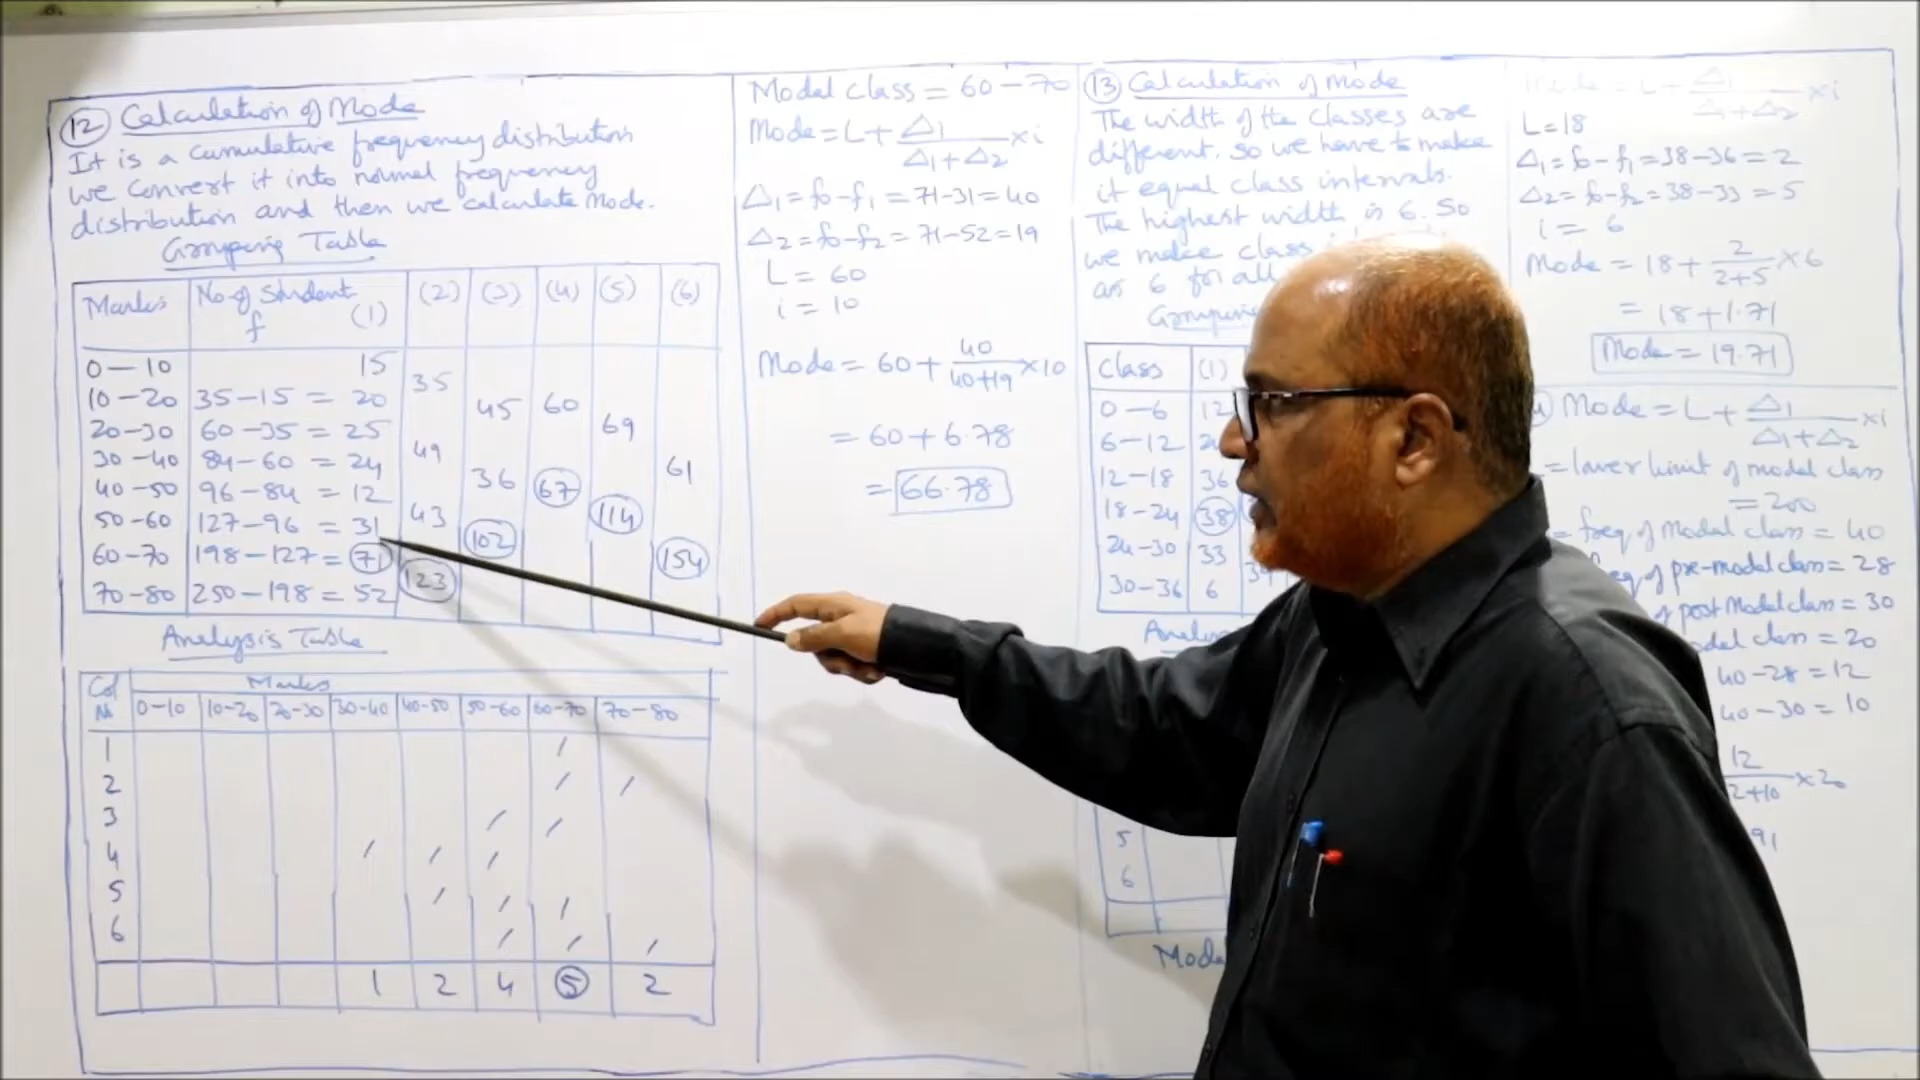 12 Calculation of Mode
It is a cumulative frequency distribution
we convert it into normal frequency
distribution and then we calculate Mode.
Grouping Table
Marks No of Student f (1) (2) (3) (4) (5) (6)
0-10 15
35
10-20 35-15 = 20
45 60
20-30 60-35 = 25
69
49
30-40 84-60 = 24
36 67 61
40-50 96-84 = 12
43 114
50-60 127-96 = 31
102 154
60-70 198-127 = 71
123
70-80 250-198 = 52
Analysis Table
Col Marks
No 0-10 10-20 20-30 30-40 40-50 50-60 60-70 70-80
1 /
2 / /
3 / /
4 / / /
5 / / /
6 / / /
1 2 4 5 2
Modal class = 60-70
Mode = L + Δ1/Δ1+Δ2 × i
Δ1 = f0-f1 = 71-31 = 40
Δ2 = f0-f2 = 71-52 = 19
L = 60
i = 10
Mode = 60 + 40/40+19 × 10
= 60 + 6.78
= 66.78
13 Calculation of Mode
The width of the classes are
different. So we have to make
it equal class intervals.
The highest width is 6. So
we make class
as 6 for all
Grouping
Class (1)
0-6 12
6-12
12-18 36
18-24 38
24-30 33
30-36 6
5
6
Mode = L + Δ1/Δ1+Δ2 × i
L = 18
Δ1 = f0-f1 = 38-36 = 2
Δ2 = f0-f2 = 38-33 = 5
i = 6
Mode = 18 + 2/2+5 × 6
= 18 + 1.71
Mode = 19.71
Mode = L + Δ1/Δ1+Δ2 × i
= lower limit of modal class
= 200
= freq of modal class = 40
of pre-modal class = 28
of post Modal class = 30
class = 20
40-28 = 12
40-30 = 10
12/2+10 × 20
91